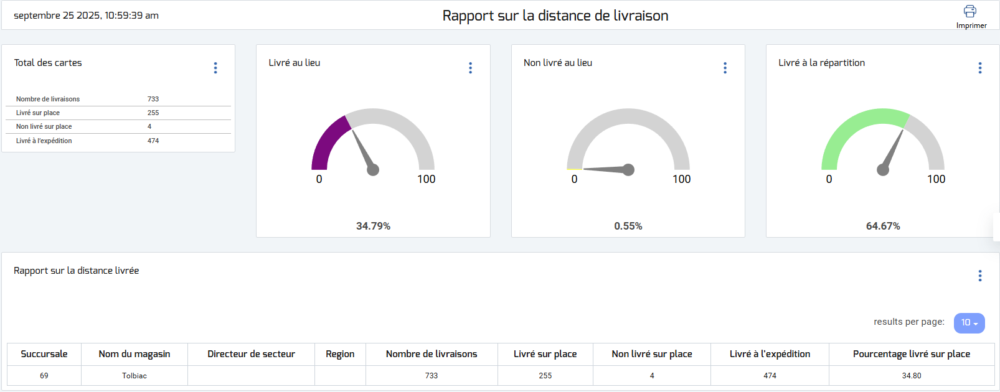 septembre 25 2025, 10:59:39 am
Rapport sur la distance de livraison
Imprimer
Total des cartes
Nombre de livraisons 733
Livré sur place 255
Non livré sur place 4
Livré à l'expédition 474
Livré au lieu
0 100
34.79%
Non livré au lieu
0 100
0.55%
Livré à la répartition
0 100
64.67%
Rapport sur la distance livrée
results per page: 10
Succursale Nom du magasin Directeur de secteur Region Nombre de livraisons Livré sur place Non livré sur place Livré à l'expédition Pourcentage livré sur place
69 Tolbiac 733 255 4 474 34.80